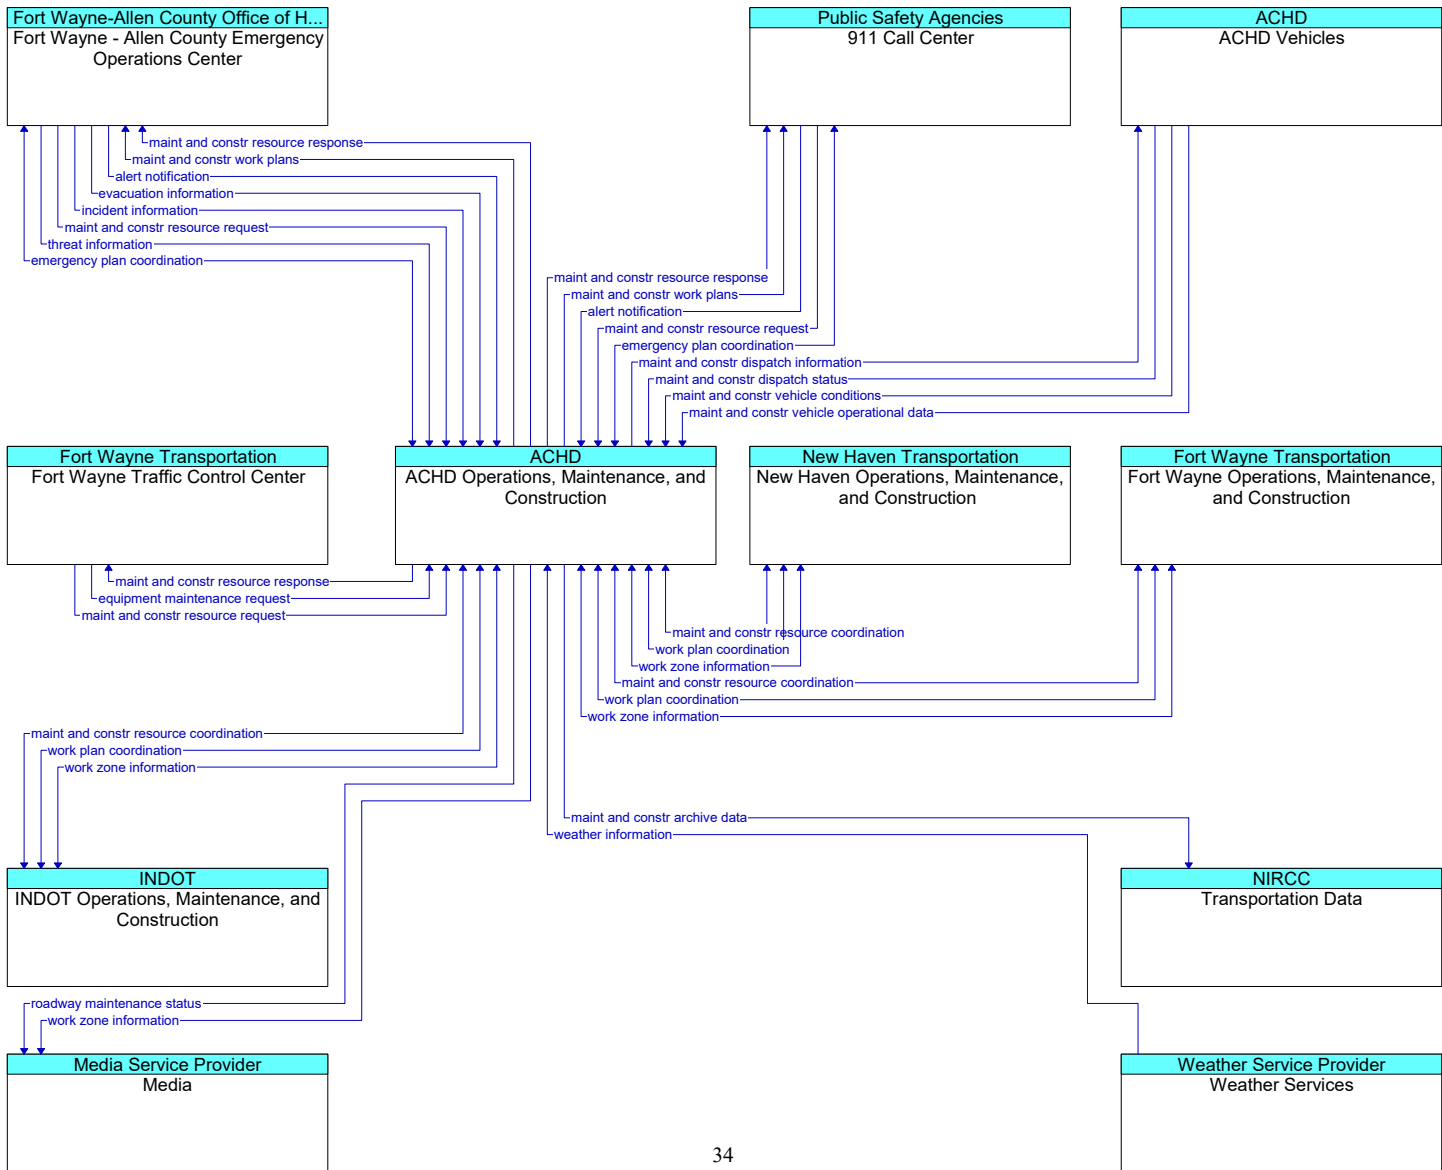 Fort Wayne-Allen County Office of H...
Fort Wayne - Allen County Emergency
Operations Center
Public Safety Agencies
911 Call Center
ACHD
ACHD Vehicles
maint and constr resource response
maint and constr work plans
alert notification
evacuation information
incident information
maint and constr resource request
threat information
emergency plan coordination
maint and constr resource response
maint and constr work plans
alert notification
maint and constr resource request
emergency plan coordination
maint and constr dispatch information
maint and constr dispatch status
maint and constr vehicle conditions
maint and constr vehicle operational data
Fort Wayne Transportation
Fort Wayne Traffic Control Center
ACHD
ACHD Operations, Maintenance, and
Construction
New Haven Transportation
New Haven Operations, Maintenance,
and Construction
Fort Wayne Transportation
Fort Wayne Operations, Maintenance,
and Construction
maint and constr resource response
equipment maintenance request
maint and constr resource request
maint and constr resource coordination
work plan coordination
work zone information
maint and constr resource coordination
work plan coordination
work zone information
maint and constr resource coordination
work plan coordination
work zone information
maint and constr archive data
weather information
INDOT
INDOT Operations, Maintenance, and
Construction
NIRCC
Transportation Data
roadway maintenance status
work zone information
Media Service Provider
Media
Weather Service Provider
Weather Services
34